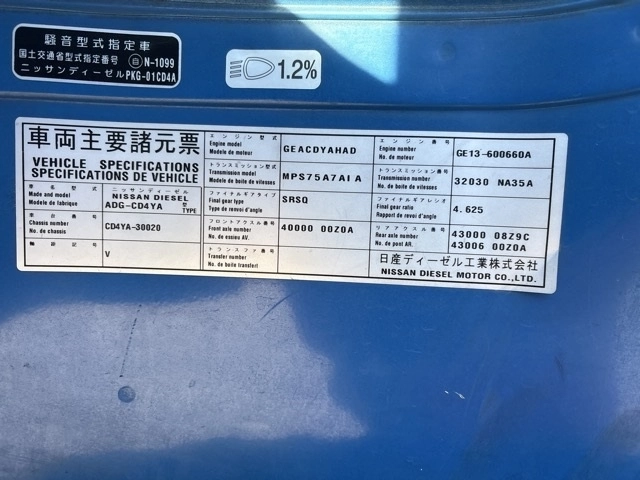 騒音型式指定車
国土交通省型式指定番号 自 N-1099
ニッサンディーゼル PKG-01CD4A
1.2%
車両主要諸元票
VEHICLE SPECIFICATIONS
SPECIFICATIONS DE VEHICLE
車名型式
Made and model
Modele de fabrique
ニッサンディーゼル
NISSAN DIESEL
ADG-CD4YA 型 TYPE
車台番号
Chassis number
No. de chassis
CD4YA-30020
艤装記号
V
エンジン型式
Engine model
Modele de moteur
GEACDYAHAD
トランスミッション型式
Transmission model
Modele de boite de vitesses
MPS75A7AIA
ファイナルギアタイプ
Final gear type
Type de renvoi d'angle
SRSQ
フロントアクスル番号
Front axle number
No. de essieu AV.
40000 00Z0A
トランスファ番号
Transfer number
No. de boite transfert
エンジン番号
Engine number
No. de moteur
GE13-600660A
トランスミッション番号
Transmission number
No. de boite de vitesses
32030 NA35A
ファイナルギアレシオ
Final gear ratio
Rapport de revoi d'angle
4.625
リアアクスル番号
Rear axle number
No. de pont AR.
43000 08Z9C
43006 00Z0A
日産ディーゼル工業株式会社
NISSAN DIESEL MOTOR CO.,LTD.